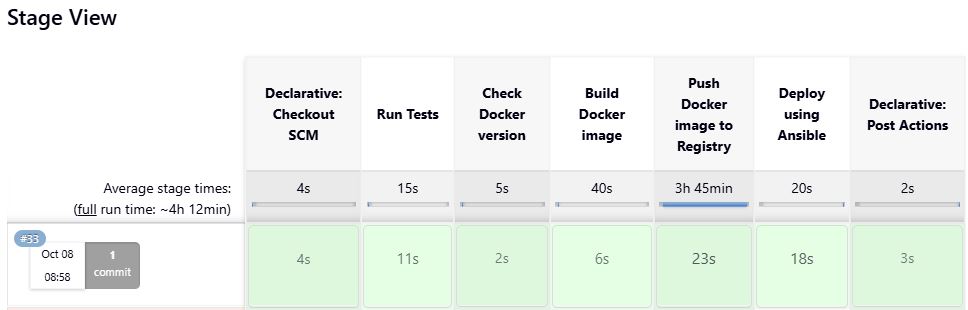 Stage View
Declarative: Checkout SCM
Run Tests
Check Docker version
Build Docker image
Push Docker image to Registry
Deploy using Ansible
Declarative: Post Actions
Average stage times:
4s 15s 5s 40s 3h 45min 20s 2s
(full run time: ~4h 12min)
#33
Oct 08
08:58
1
commit
4s 11s 2s 6s 23s 18s 3s